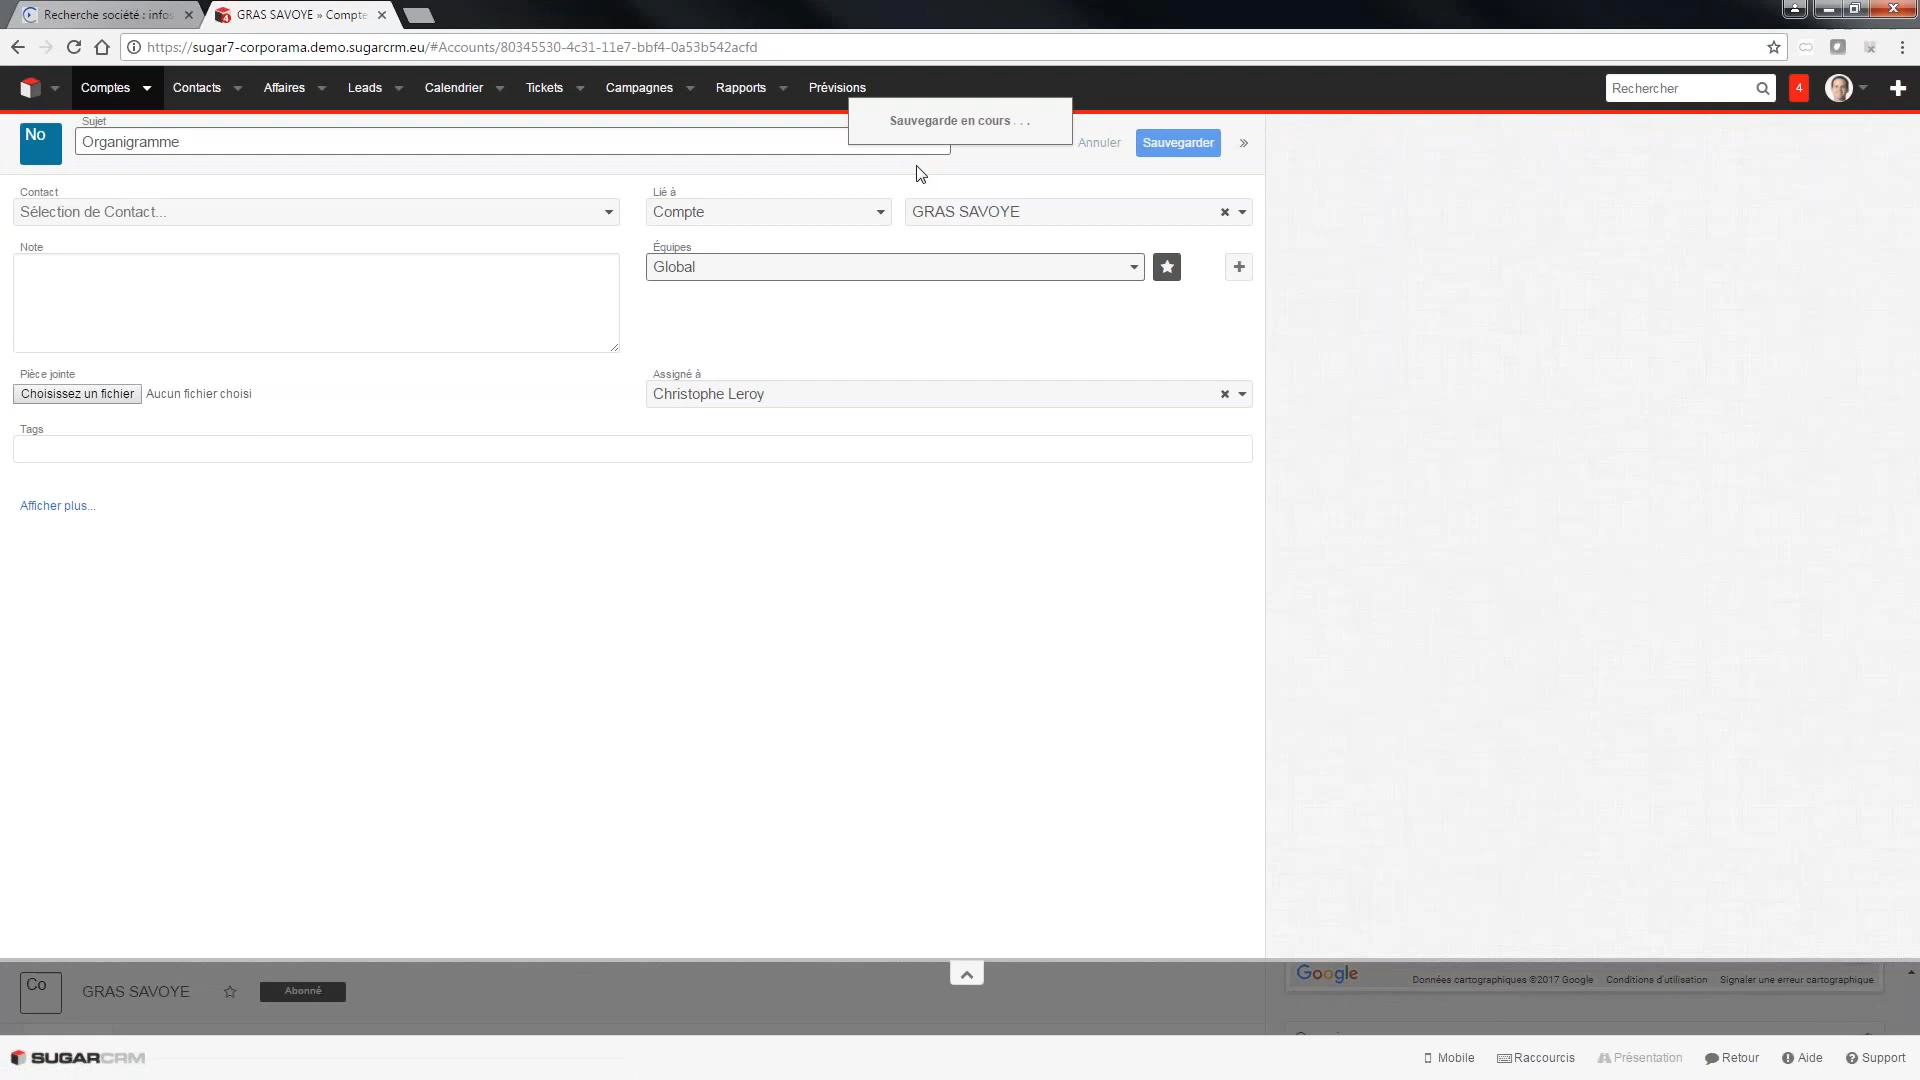 Recherche société : infos
GRAS SAVOYE » Compte
https://sugar7-corporama.demo.sugarcrm.eu/#Accounts/80345530-4c31-11e7-bbf4-0a53b542acfd
Comptes Contacts Affaires Leads Calendrier Tickets Campagnes Rapports Prévisions
Rechercher
4
Sauvegarde en cours . . .
No
Sujet
Organigramme
Annuler
Sauvegarder
Contact
Sélection de Contact...
Lié à
Compte
GRAS SAVOYE
Note
Équipes
Global
Pièce jointe
Choisissez un fichier Aucun fichier choisi
Assigné à
Christophe Leroy
Tags
Afficher plus...
Co
GRAS SAVOYE
Abonné
Google
Données cartographiques ©2017 Google Conditions d'utilisation Signaler une erreur cartographique
SUGARCRM
Mobile Raccourcis Présentation Retour Aide Support